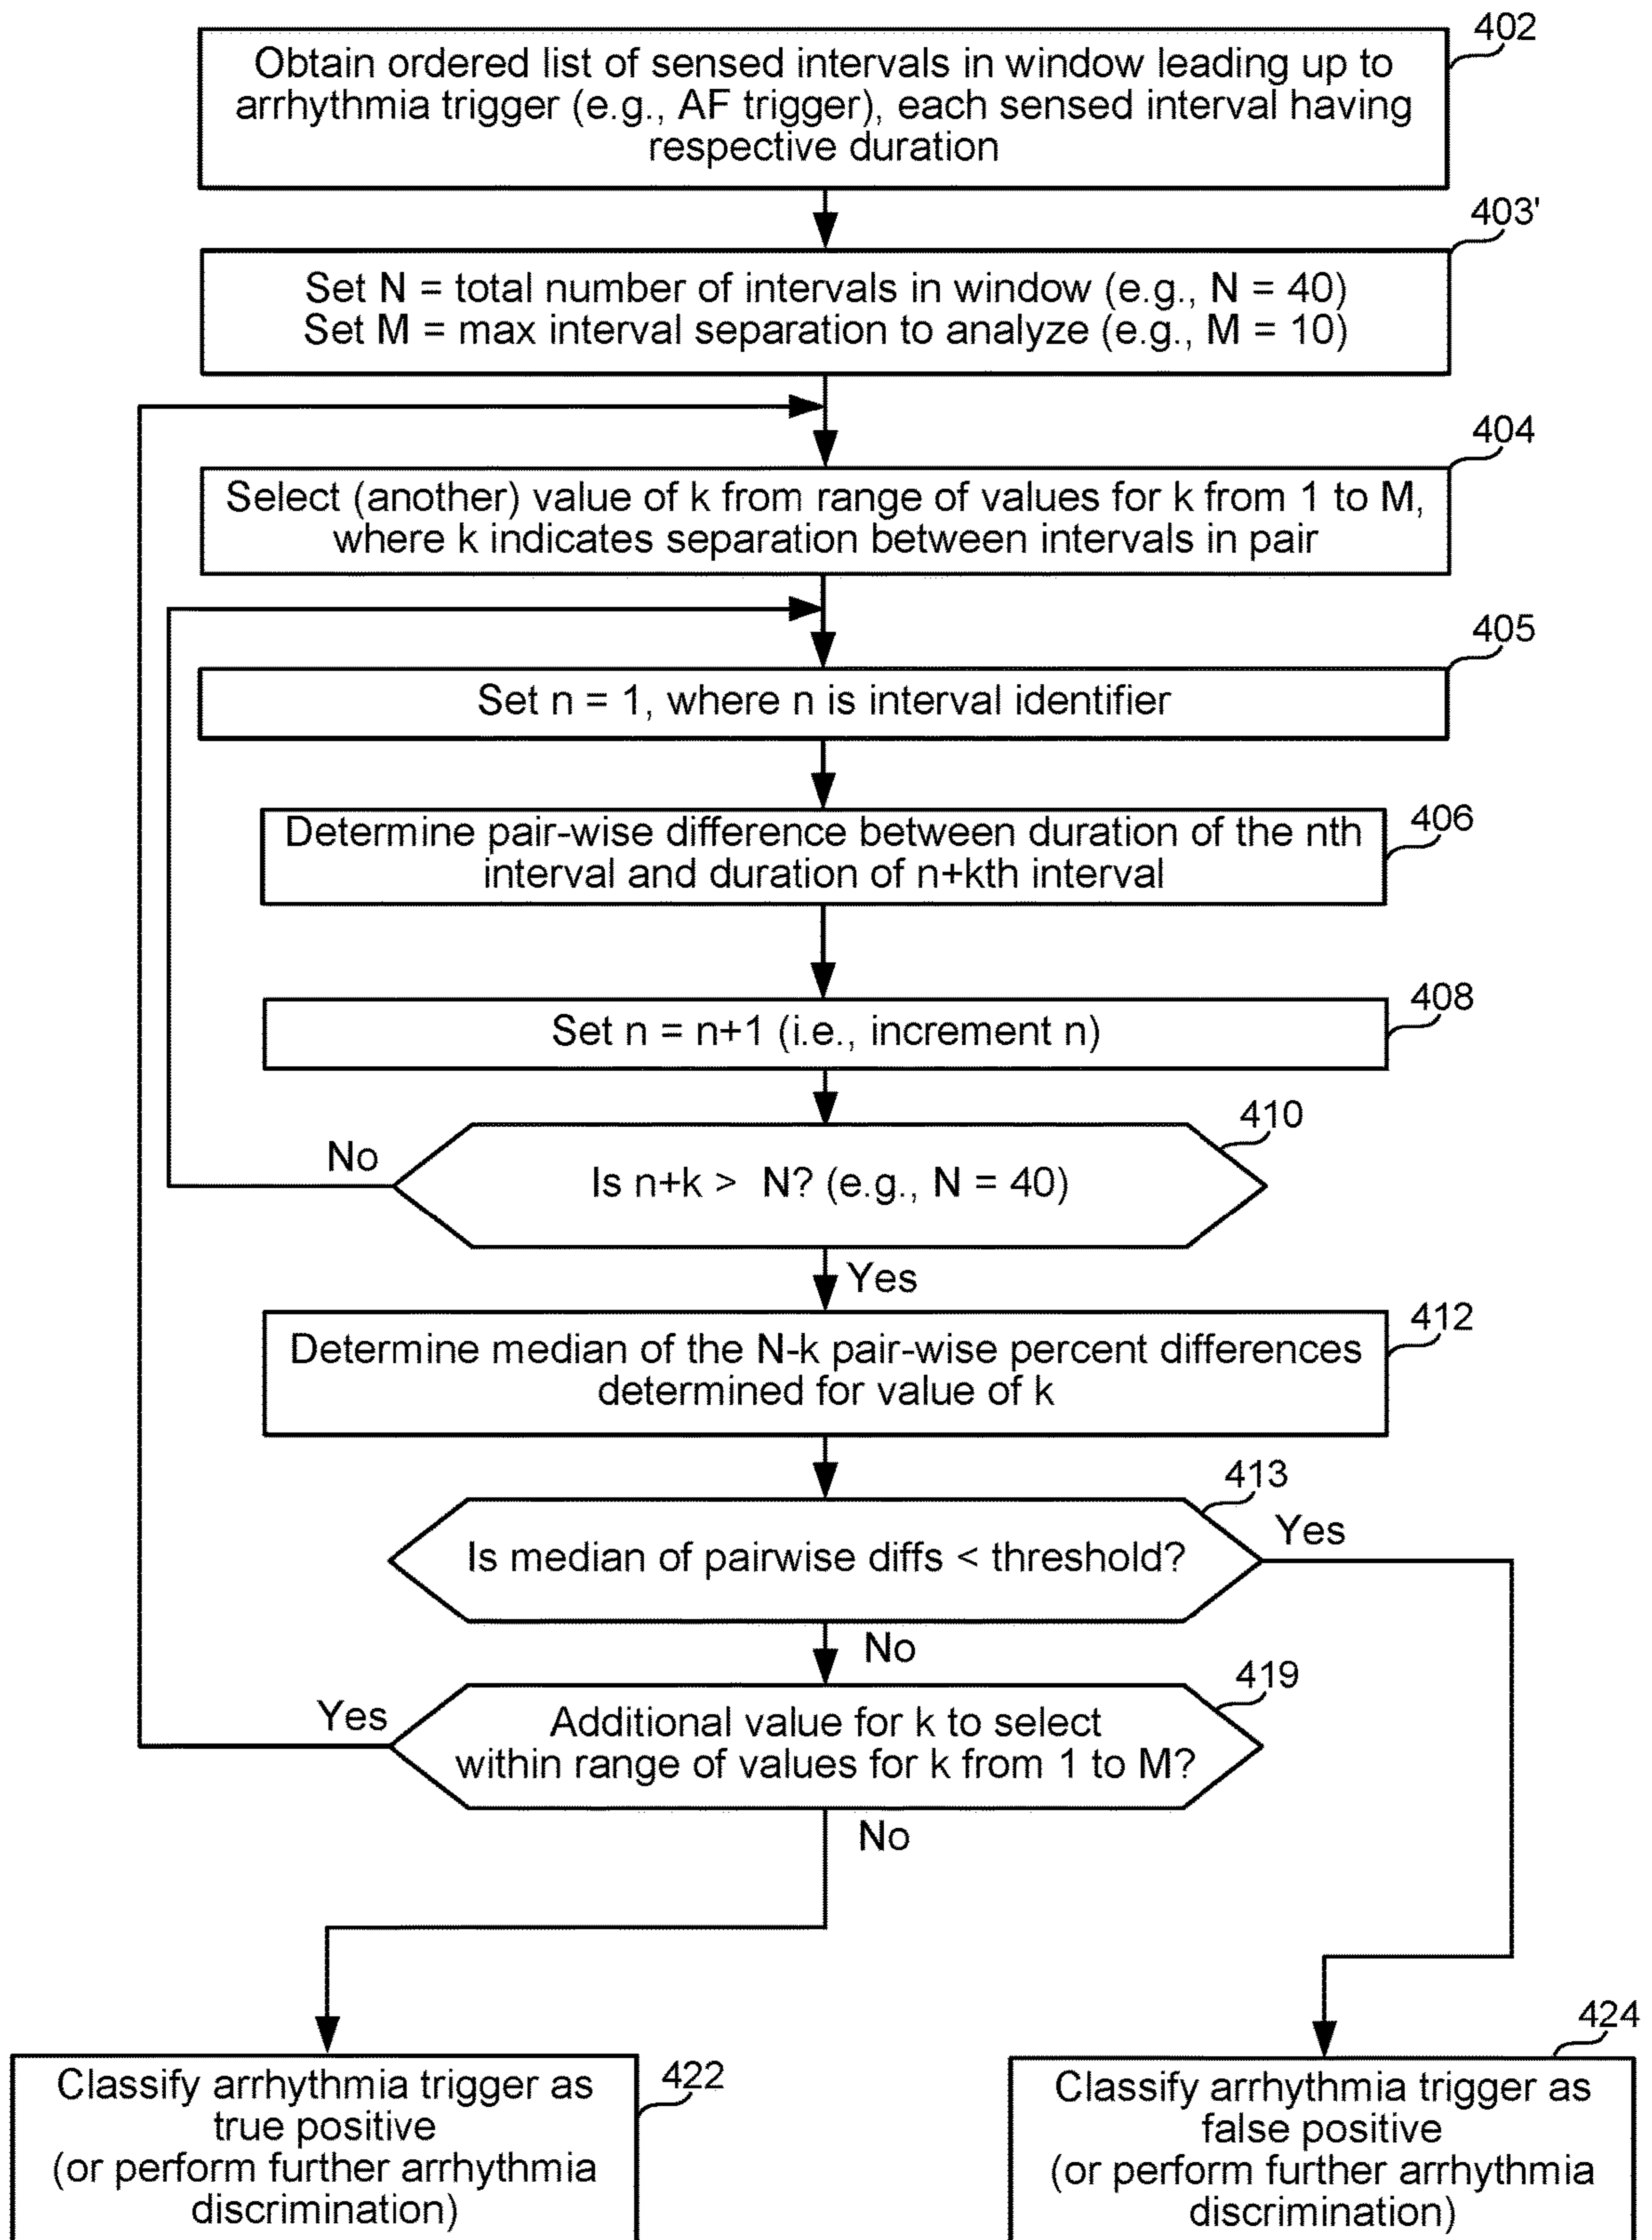 402
Obtain ordered list of sensed intervals in window leading up to
arrhythmia trigger (e.g., AF trigger), each sensed interval having
respective duration
403'
Set N = total number of intervals in window (e.g., N = 40)
Set M = max interval separation to analyze (e.g., M = 10)
404
Select (another) value of k from range of values for k from 1 to M,
where k indicates separation between intervals in pair
405
Set n = 1, where n is interval identifier
406
Determine pair-wise difference between duration of the nth
interval and duration of n+kth interval
408
Set n = n+1 (i.e., increment n)
410
No
Is n+k > N? (e.g., N = 40)
Yes
412
Determine median of the N-k pair-wise percent differences
determined for value of k
413
Yes
Is median of pairwise diffs < threshold?
No
419
Yes
Additional value for k to select
within range of values for k from 1 to M?
No
422
Classify arrhythmia trigger as
true positive
(or perform further arrhythmia
discrimination)
424
Classify arrhythmia trigger as
false positive
(or perform further arrhythmia
discrimination)